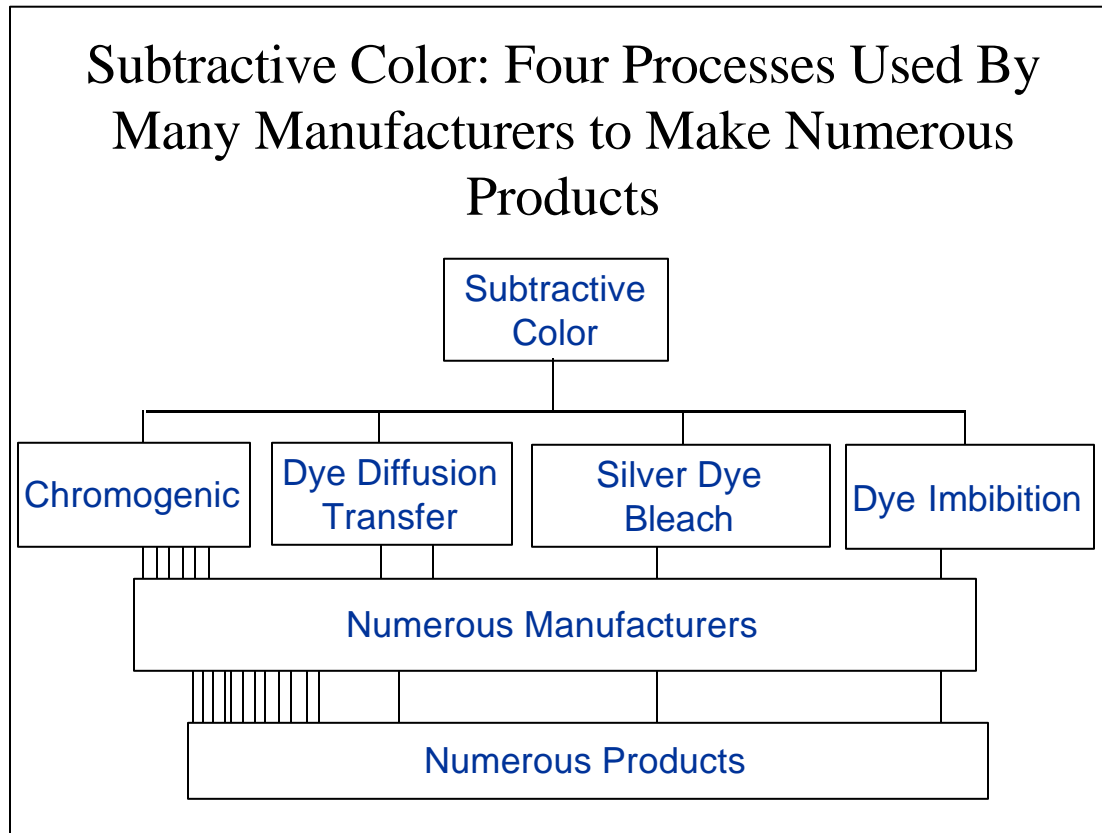 Subtractive Color: Four Processes Used By
Many Manufacturers to Make Numerous
Products
Subtractive
Color
Chromogenic
Dye Diffusion
Transfer
Silver Dye
Bleach
Dye Imbibition
Numerous Manufacturers
Numerous Products